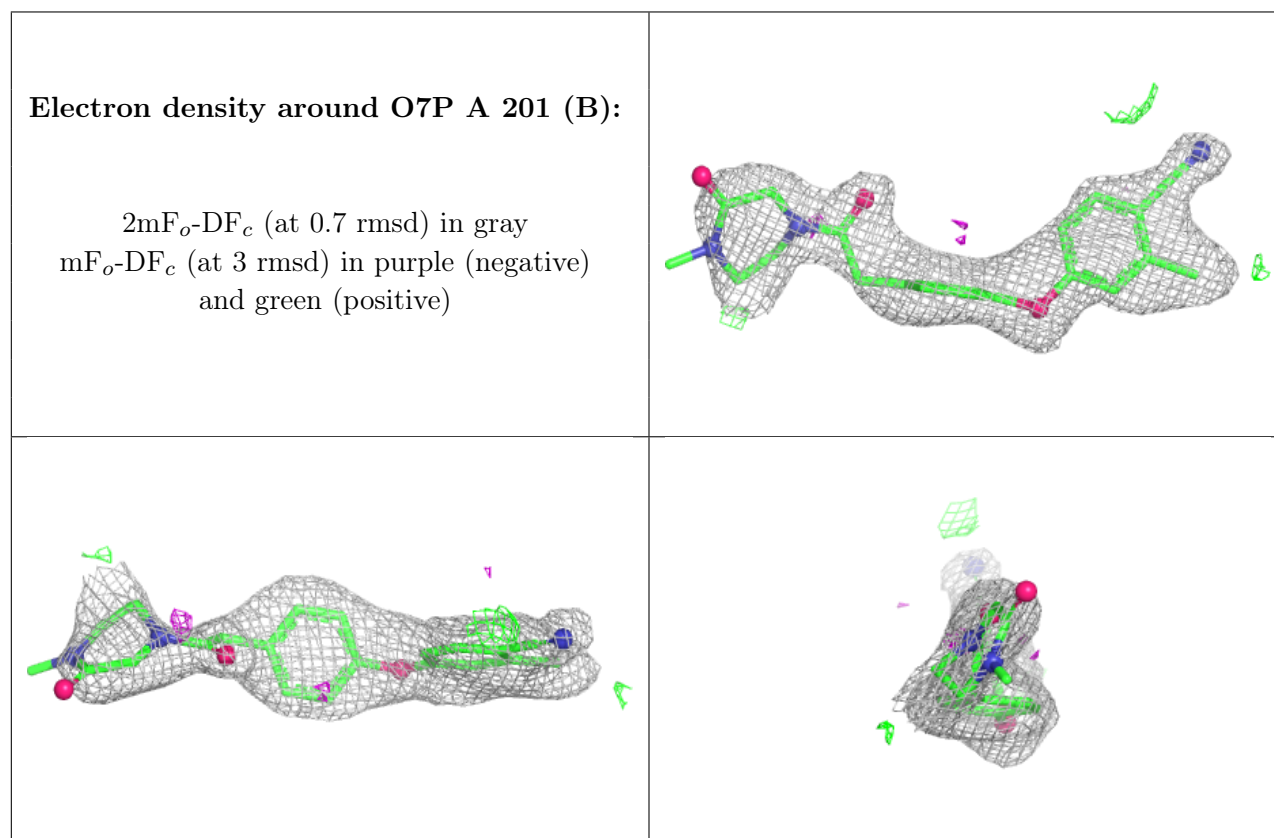 Electron density around O7P A 201 (B):
2mFₒ-DF𝒸 (at 0.7 rmsd) in gray
mFₒ-DF𝒸 (at 3 rmsd) in purple (negative)
and green (positive)